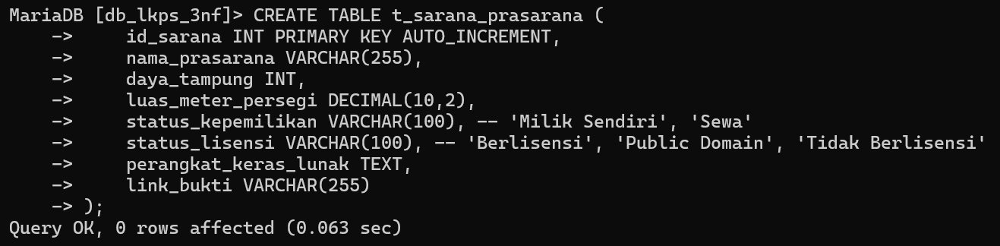 MariaDB [db_lkps_3nf]> CREATE TABLE t_sarana_prasarana (
    ->     id_sarana INT PRIMARY KEY AUTO_INCREMENT,
    ->     nama_prasarana VARCHAR(255),
    ->     daya_tampung INT,
    ->     luas_meter_persegi DECIMAL(10,2),
    ->     status_kepemilikan VARCHAR(100), -- 'Milik Sendiri', 'Sewa'
    ->     status_lisensi VARCHAR(100), -- 'Berlisensi', 'Public Domain', 'Tidak Berlisensi'
    ->     perangkat_keras_lunak TEXT,
    ->     link_bukti VARCHAR(255)
    -> );
Query OK, 0 rows affected (0.063 sec)